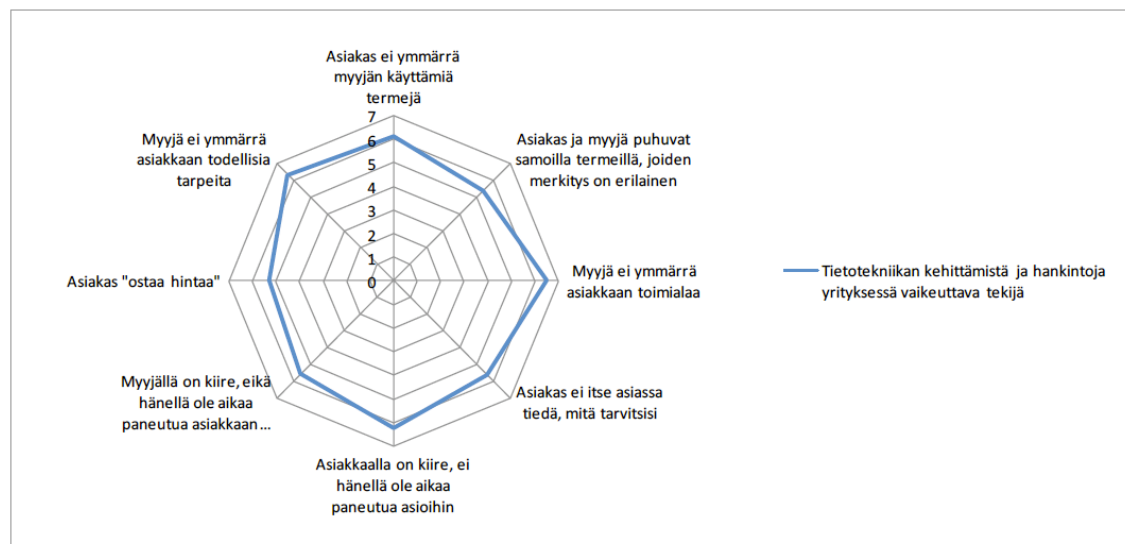 Asiakas ei ymmärrä
myyjän käyttämiä
termejä
Asiakas ja myyjä puhuvat
samoilla termeillä, joiden
merkitys on erilainen
Myyjä ei ymmärrä
asiakkaan toimialaa
Asiakas ei itse asiassa
tiedä, mitä tarvitsisi
Asiakkaalla on kiire, ei
hänellä ole aikaa
paneutua asioihin
Myyjällä on kiire, eikä
hänellä ole aikaa
paneutua asiakkaan...
Asiakas "ostaa hintaa"
Myyjä ei ymmärrä
asiakkaan todellisia
tarpeita
7
6
5
4
3
2
1
0
Tietotekniikan kehittämistä ja hankintoja
yrityksessä vaikeuttava tekijä